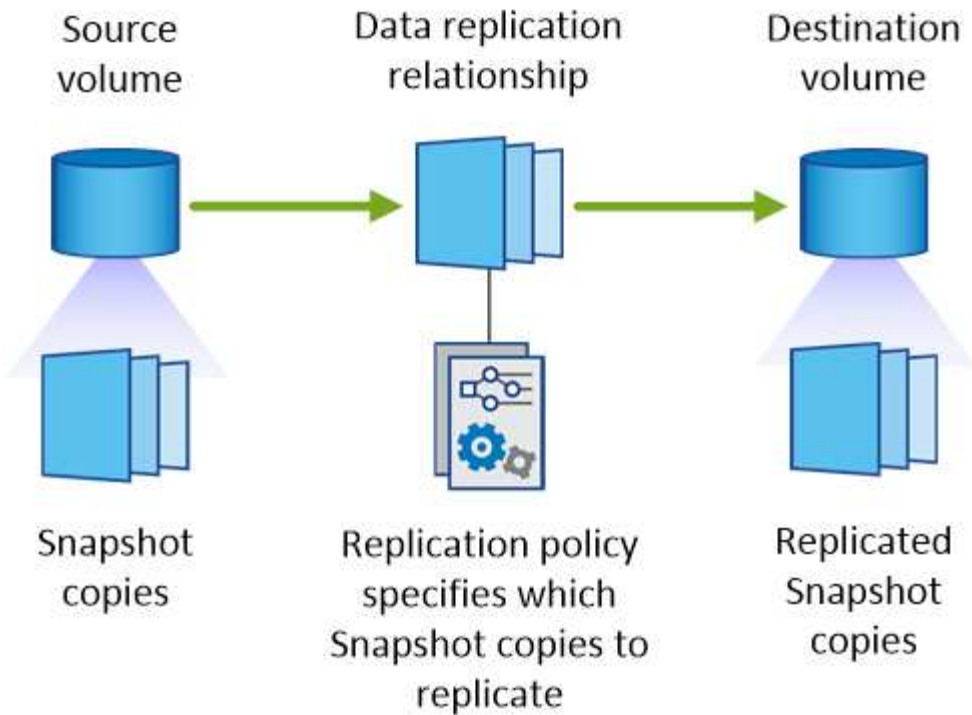 Source
volume
Data replication
relationship
Destination
volume
Snapshot
copies
Replication policy
specifies which
Snapshot copies to
replicate
Replicated
Snapshot
copies